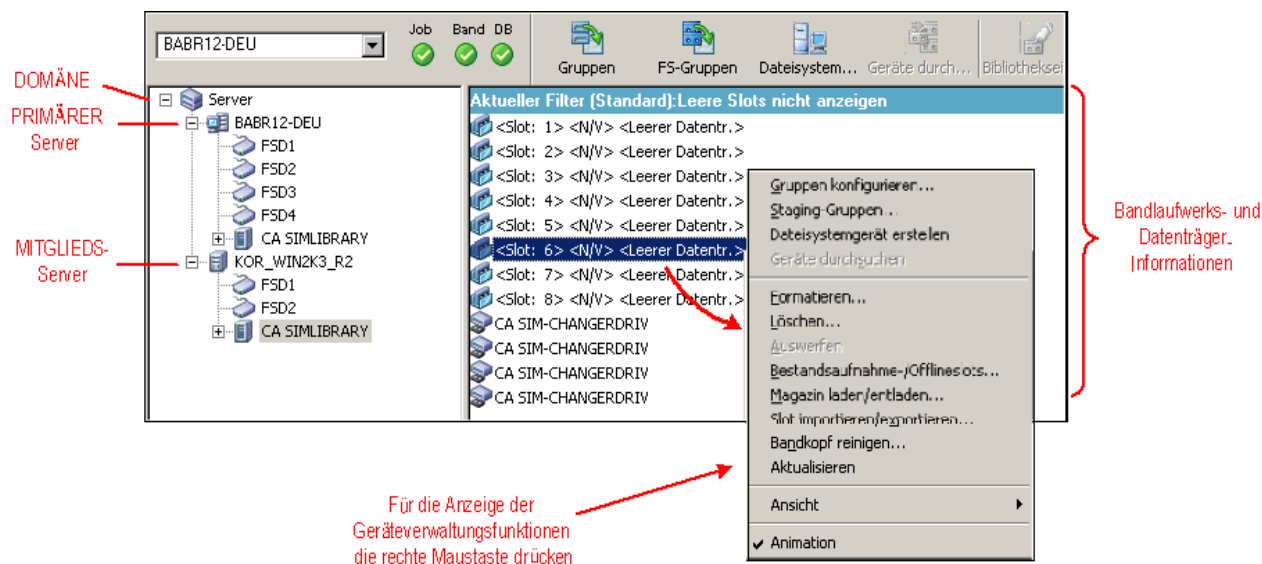 BABR12-DEU
Job Band DB
Gruppen
FS-Gruppen
Dateisystem...
Geräte durch...
Bibliotheksei
DOMÄNE
PRIMÄRER
Server
MITGLIEDS-
Server
Server
BABR12-DEU
FSD1
FSD2
FSD3
FSD4
CA SIMLIBRARY
KOR_WIN2K3_R2
FSD1
FSD2
CA SIMLIBRARY
Aktueller Filter (Standard):Leere Slots nicht anzeigen
<Slot: 1> <N/V> <Leerer Datentr.>
<Slot: 2> <N/V> <Leerer Datentr.>
<Slot: 3> <N/V> <Leerer Datentr.>
<Slot: 4> <N/V> <Leerer Datentr.>
<Slot: 5> <N/V> <Leerer Datentr.>
<Slot: 6> <N/V> <Leerer Datentr.>
<Slot: 7> <N/V> <Leerer Datentr.>
<Slot: 8> <N/V> <Leerer Datentr.>
CA SIM-CHANGERDRIV
CA SIM-CHANGERDRIV
CA SIM-CHANGERDRIV
CA SIM-CHANGERDRIV
Gruppen konfigurieren...
Staging-Gruppen...
Dateisystemgerät erstellen
Geräte durchsuchen
Formatieren...
Löschen...
Auswerfen
Bestandsaufnahme-/Offlineslots...
Magazin laden/entladen...
Slot importieren/exportieren...
Bandkopf reinigen...
Aktualisieren
Ansicht
Animation
Bandlaufwerks- und
Datenträger-
Informationen
Für die Anzeige der
Geräteverwaltungsfunktionen
die rechte Maustaste drücken